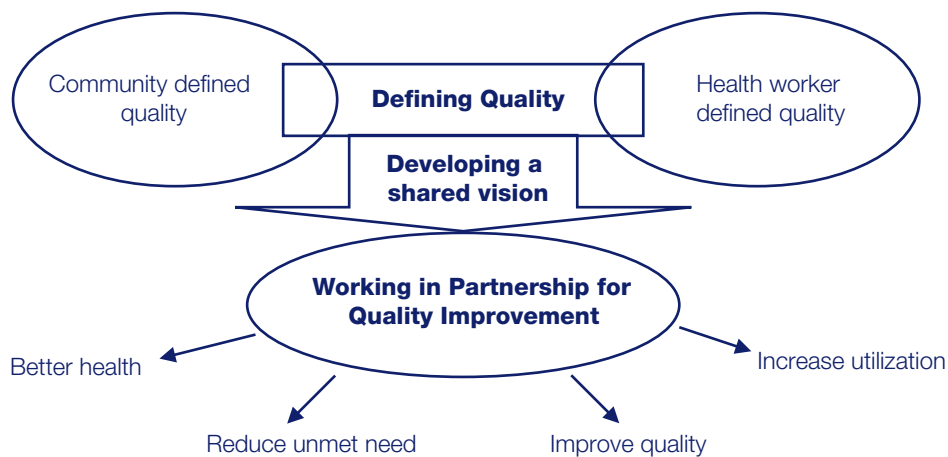 Community defined
quality
Defining Quality
Health worker
defined quality
Developing a
shared vision
Working in Partnership for
Quality Improvement
Better health
Increase utilization
Reduce unmet need
Improve quality